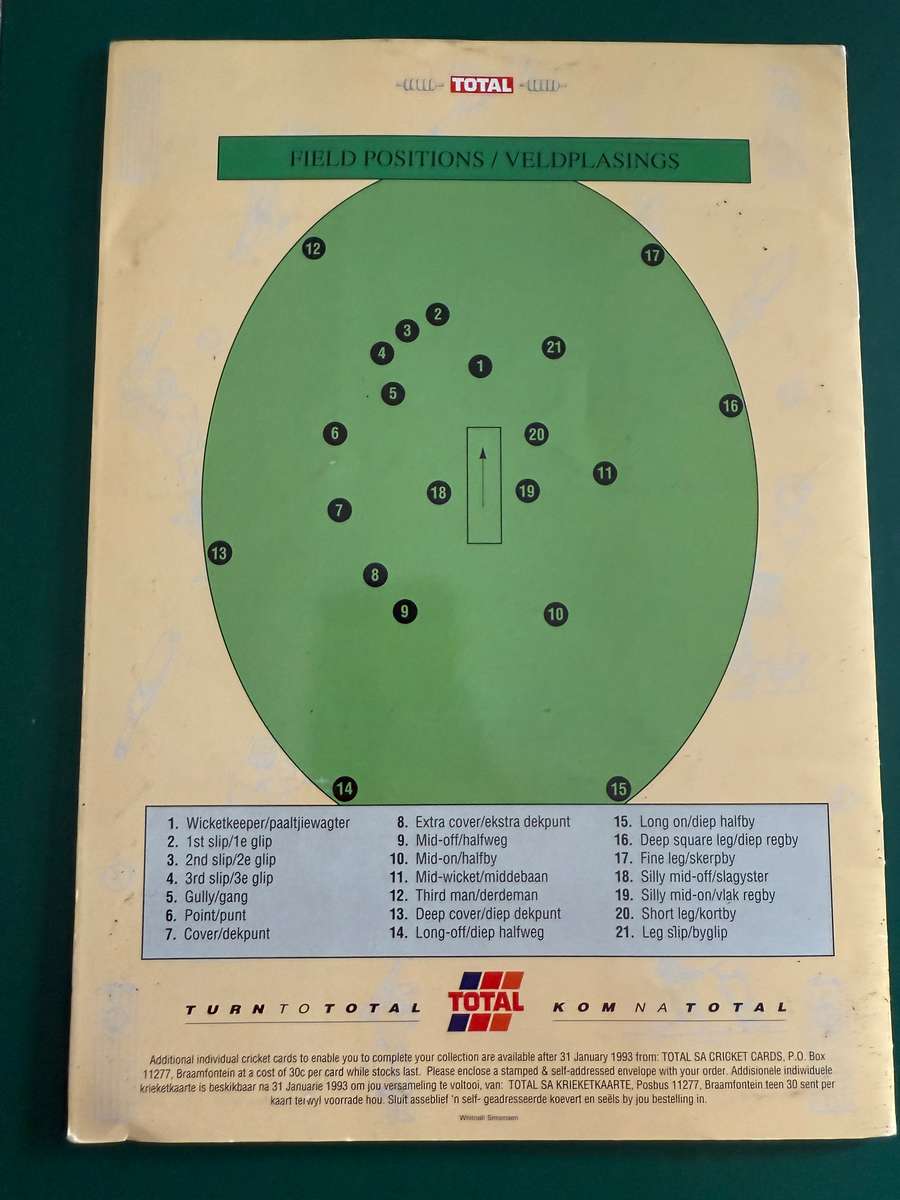 TOTAL
FIELD POSITIONS / VELDPLASINGS
12
17
2
3
21
4
1
5
16
6
20
11
18
19
7
13
8
9
10
14
15
1. Wicketkeeper/paaltjiewagter
2. 1st slip/1e glip
3. 2nd slip/2e glip
4. 3rd slip/3e glip
5. Gully/gang
6. Point/punt
7. Cover/dekpunt
8. Extra cover/ekstra dekpunt
9. Mid-off/halfweg
10. Mid-on/halfby
11. Mid-wicket/middebaan
12. Third man/derdeman
13. Deep cover/diep dekpunt
14. Long-off/diep halfweg
15. Long on/diep halfby
16. Deep square leg/diep regby
17. Fine leg/skerpby
18. Silly mid-off/slagyster
19. Silly mid-on/vlak regby
20. Short leg/kortby
21. Leg slip/byglip
TURN TO TOTAL
TOTAL
KOM NA TOTAL
Additional individual cricket cards to enable you to complete your collection are available after 31 January 1993 from: TOTAL SA CRICKET CARDS, P.O. Box
11277, Braamfontein at a cost of 30c per card while stocks last. Please enclose a stamped & self-addressed envelope with your order. Addisionele individuele
krieketkaarte is beskikbaar na 31 Januarie 1993 om jou versameling te voltooi, van: TOTAL SA KRIEKETKAARTE, Posbus 11277, Braamfontein teen 30 sent per
kaart terwyl voorrade hou. Sluit asseblief 'n self- geadresseerde koevert en seëls by jou bestelling in.
Whitnall Simonsen